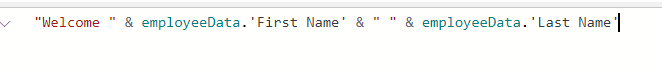 "Welcome " & employeeData.'First Name' & " " & employeeData.'Last Name'